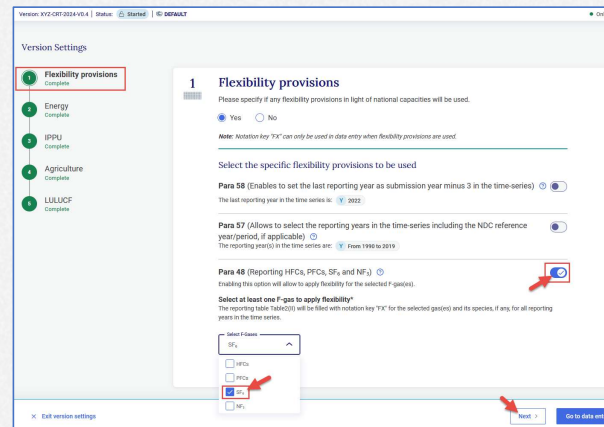 Version: XYZ-CRT-2024-V0.4 | Status: Started | DEFAULT
Version Settings
1 Flexibility provisions
Complete
2 Energy
Complete
3 IPPU
Complete
4 Agriculture
Complete
5 LULUCF
Complete
1 Flexibility provisions
Please specify if any flexibility provisions in light of national capacities will be used.
Yes No
Note: Notation key "FX" can only be used in data entry when flexibility provisions are used.
Select the specific flexibility provisions to be used
Para 58 (Enables to set the last reporting year as submission year minus 3 in the time-series)
The last reporting year in the time series is: Y 2022
Para 57 (Allows to select the reporting years in the time-series including the NDC reference
year/period, if applicable)
The reporting year(s) in the time series are: Y From 1990 to 2019
Para 48 (Reporting HFCs, PFCs, SF₆ and NF₃)
Enabling this option will allow to apply flexibility for the selected F-gas(es).
Select at least one F-gas to apply flexibility*
The reporting table Table2(II) will be filled with notation key "FX" for the selected gas(es) and its species, if any, for all reporting
years in the time series.
Select F-Gases
SF₆
HFCs
PFCs
SF₆
NF₃
× Exit version settings
Next >
Go to data ent